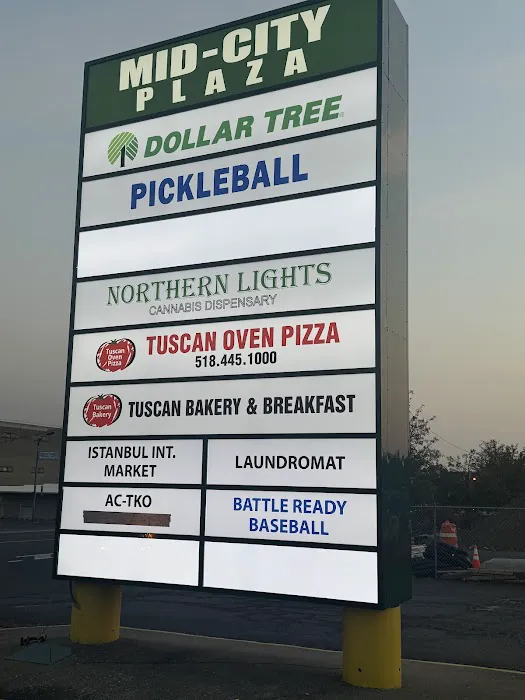 MID-CITY
PLAZA
DOLLAR TREE
PICKLEBALL
NORTHERN LIGHTS
CANNABIS DISPENSARY
Tuscan
Oven
Pizza
TUSCAN OVEN PIZZA
518.445.1000
Tuscan
Bakery
TUSCAN BAKERY & BREAKFAST
ISTANBUL INT.
MARKET
LAUNDROMAT
AC-TKO
BATTLE READY
BASEBALL